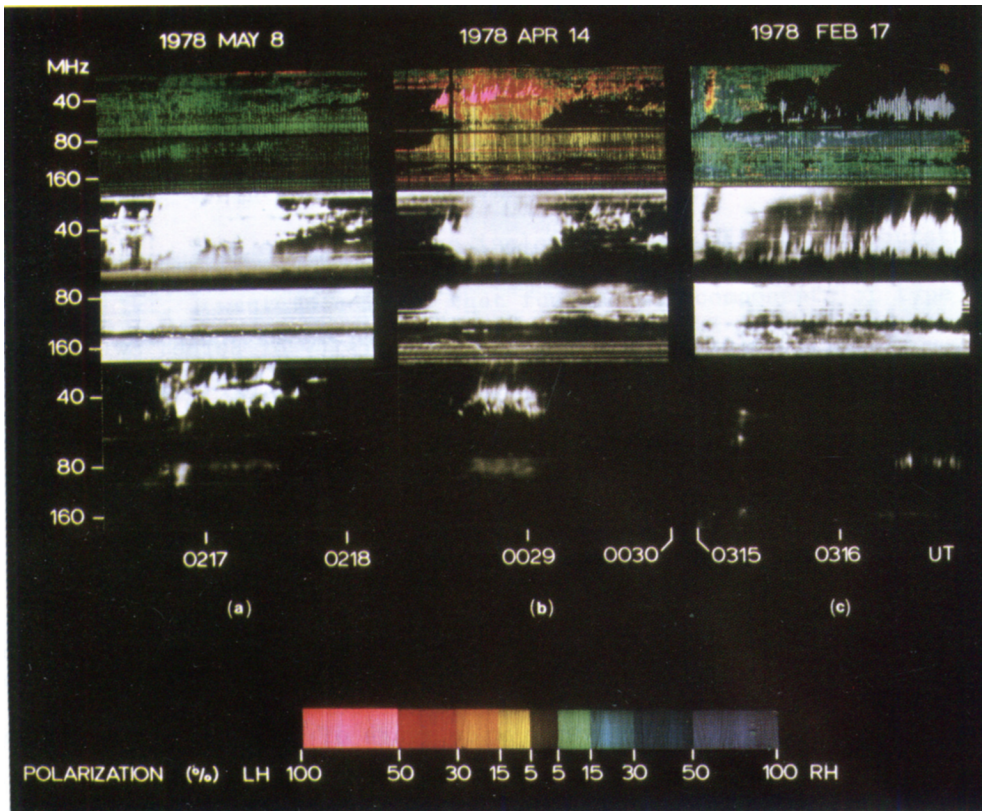 1978 MAY 8
1978 APR 14
1978 FEB 17
MHz
40
80
160
40
80
160
40
80
160
0217
0218
0029
0030
0315
0316
UT
(a)
(b)
(c)
POLARIZATION (%) LH 100 50 30 15 5 5 15 30 50 100 RH